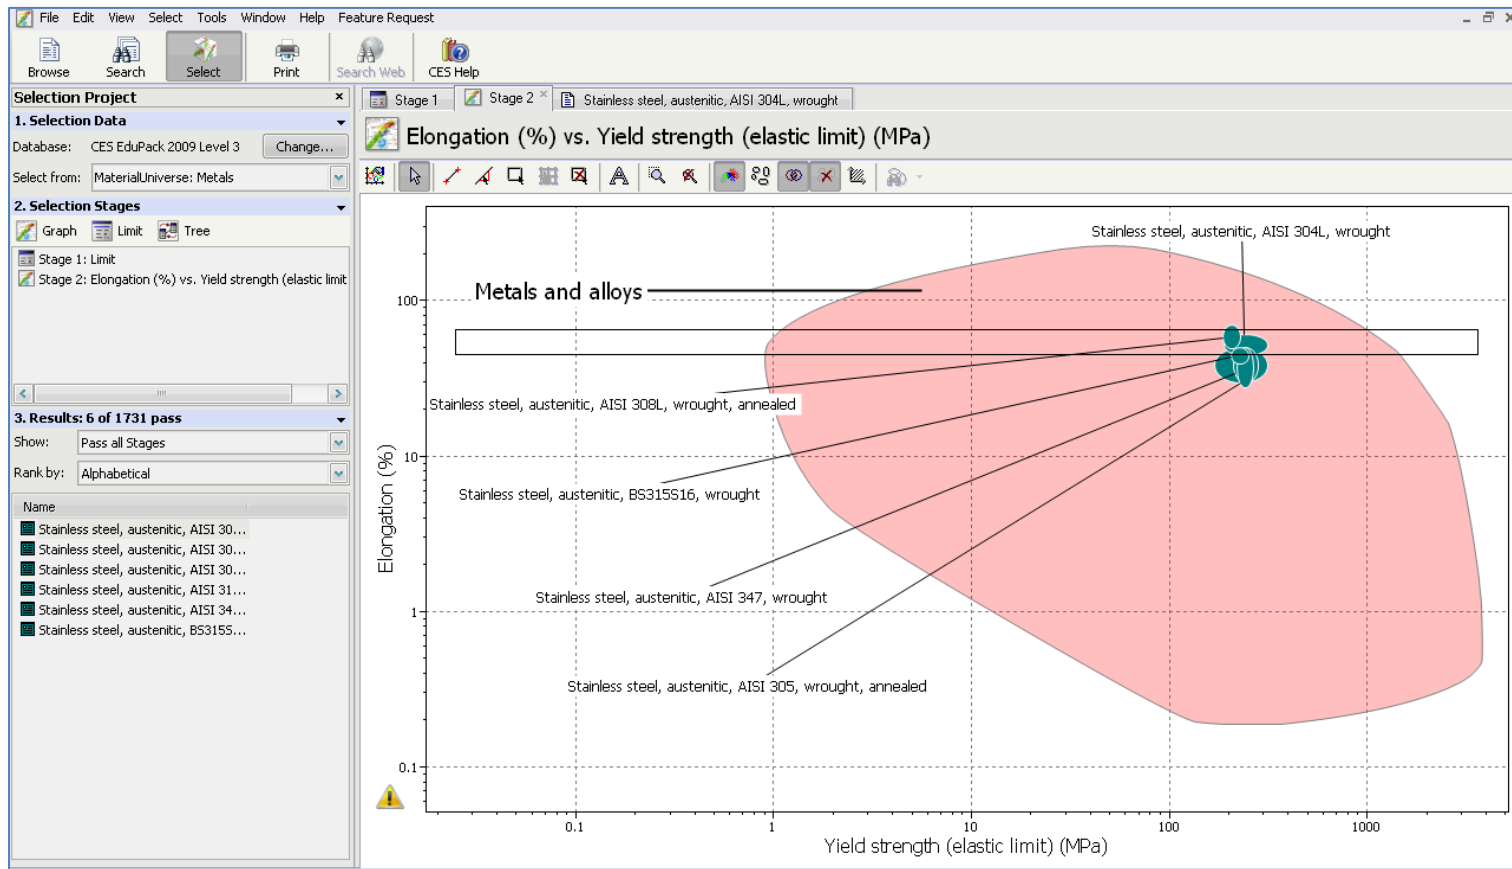 File Edit View Select Tools Window Help Feature Request
Browse Search Select Print Search Web CES Help
Selection Project
1. Selection Data
Database: CES EduPack 2009 Level 3 Change...
Select from: MaterialUniverse: Metals
2. Selection Stages
Graph Limit Tree
Stage 1: Limit
Stage 2: Elongation (%) vs. Yield strength (elastic limit
3. Results: 6 of 1731 pass
Show: Pass all Stages
Rank by: Alphabetical
Name
Stainless steel, austenitic, AISI 30...
Stainless steel, austenitic, AISI 30...
Stainless steel, austenitic, AISI 30...
Stainless steel, austenitic, AISI 31...
Stainless steel, austenitic, AISI 34...
Stainless steel, austenitic, BS315S...
Stage 1 Stage 2 Stainless steel, austenitic, AISI 304L, wrought
Elongation (%) vs. Yield strength (elastic limit) (MPa)
Stainless steel, austenitic, AISI 304L, wrought
Metals and alloys
Stainless steel, austenitic, AISI 308L, wrought, annealed
Stainless steel, austenitic, BS315S16, wrought
Stainless steel, austenitic, AISI 347, wrought
Stainless steel, austenitic, AISI 305, wrought, annealed
Elongation (%)
100
10
1
0.1
0.1 1 10 100 1000
Yield strength (elastic limit) (MPa)